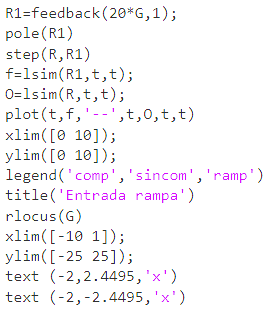 R1=feedback(20*G,1);
pole(R1)
step(R,R1)
f=lsim(R1,t,t);
O=lsim(R,t,t);
plot(t,f,'--',t,O,t,t)
xlim([0 10]);
ylim([0 10]);
legend('comp','sincom','ramp')
title('Entrada rampa')
rlocus(G)
xlim([-10 1]);
ylim([-25 25]);
text (-2,2.4495,'x')
text (-2,-2.4495,'x')